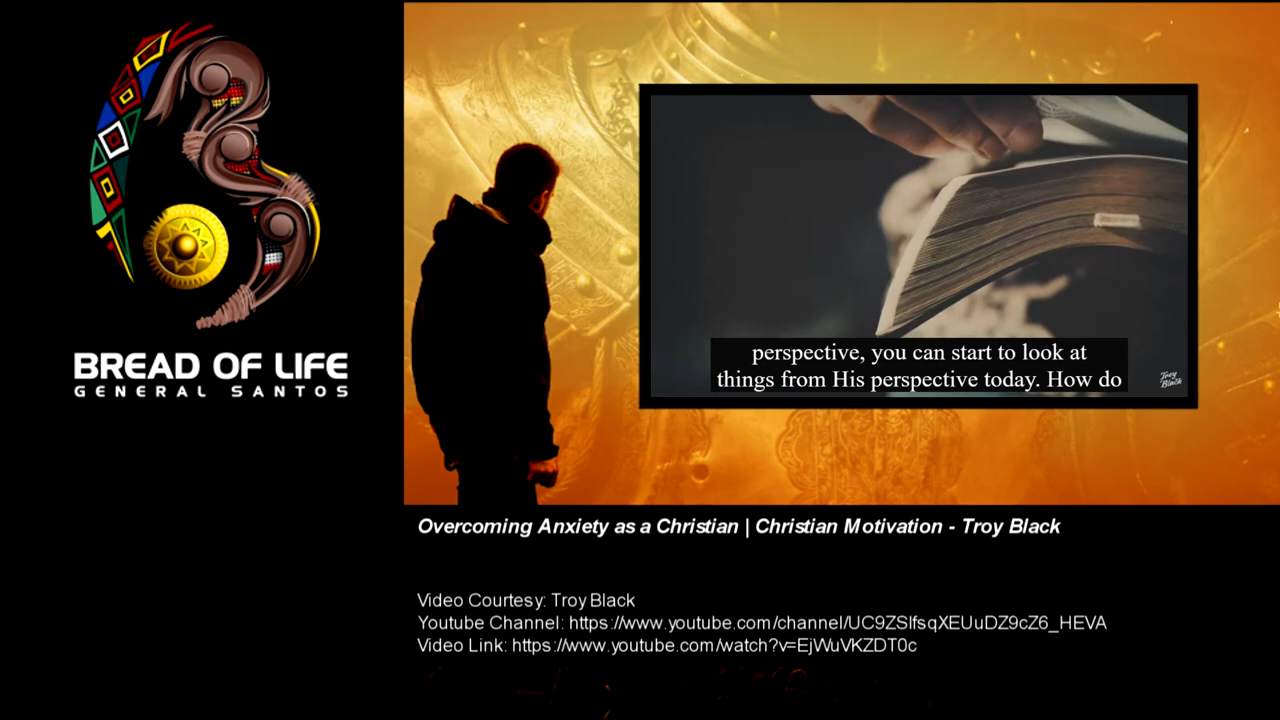 BREAD OF LIFE
GENERAL SANTOS
perspective, you can start to look at
things from His perspective today. How do
Troy
Black
Overcoming Anxiety as a Christian | Christian Motivation - Troy Black
Video Courtesy: Troy Black
Youtube Channel: https://www.youtube.com/channel/UC9ZSlfsqXEUuDZ9cZ6_HEVA
Video Link: https://www.youtube.com/watch?v=EjWuVKZDT0c